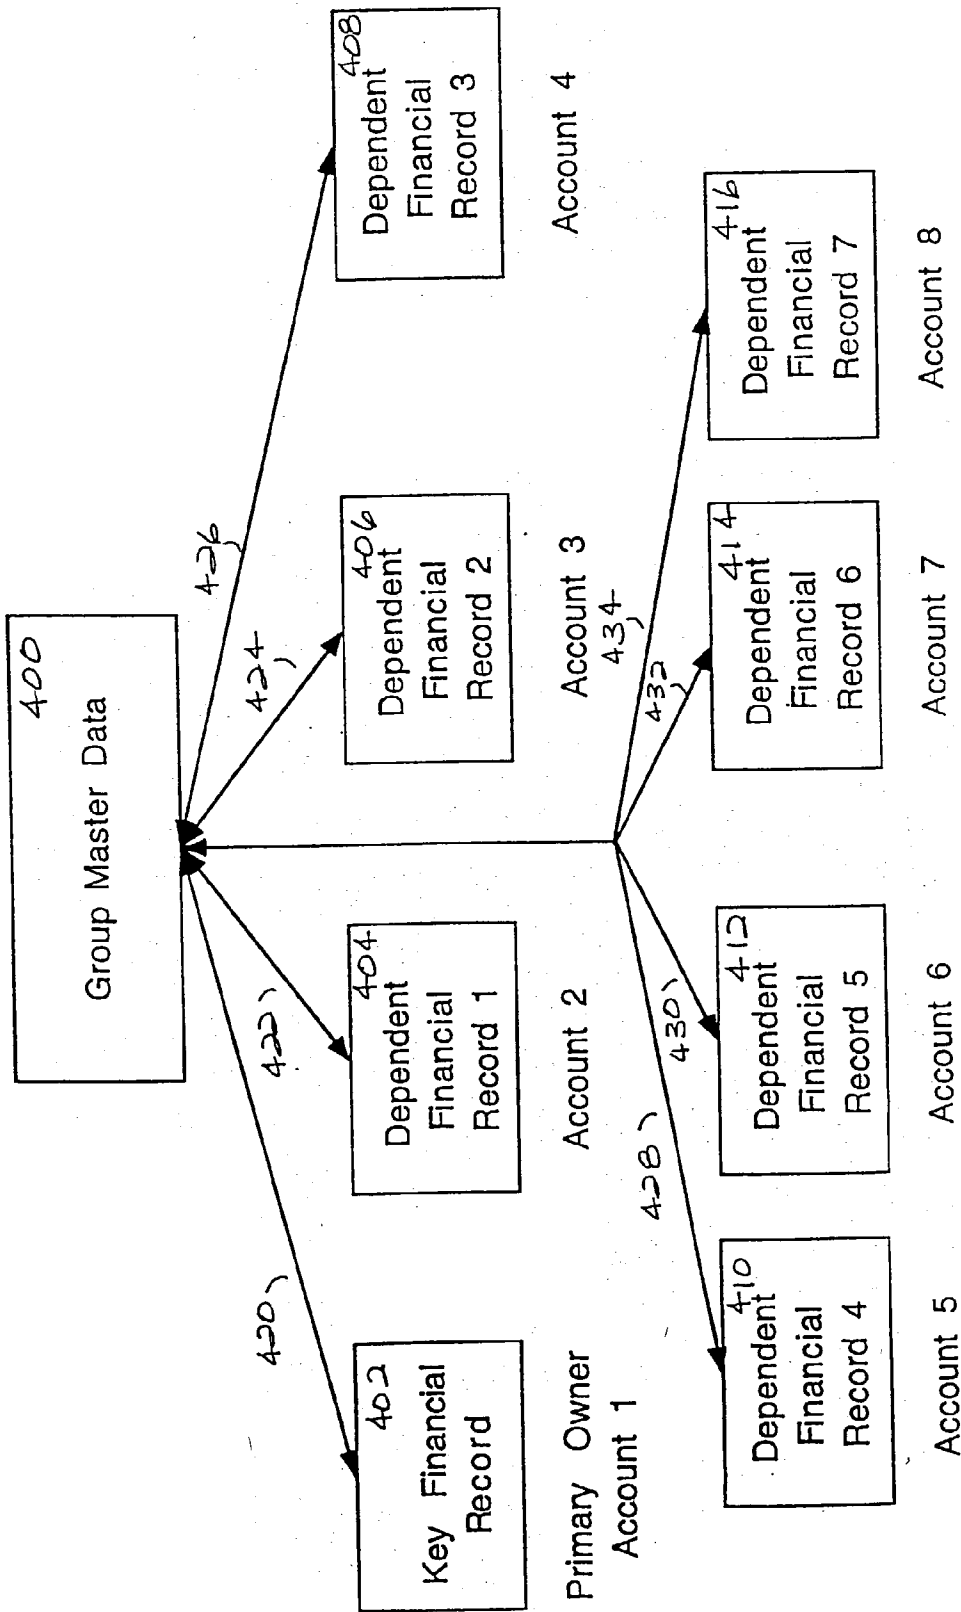 400
Group Master Data
420
422
424
426
402
Key Financial
Record
Primary Owner
Account 1
404
Dependent
Financial
Record 1
Account 2
406
Dependent
Financial
Record 2
Account 3
408
Dependent
Financial
Record 3
Account 4
428
430
432
434
410
Dependent
Financial
Record 4
Account 5
412
Dependent
Financial
Record 5
Account 6
414
Dependent
Financial
Record 6
Account 7
416
Dependent
Financial
Record 7
Account 8